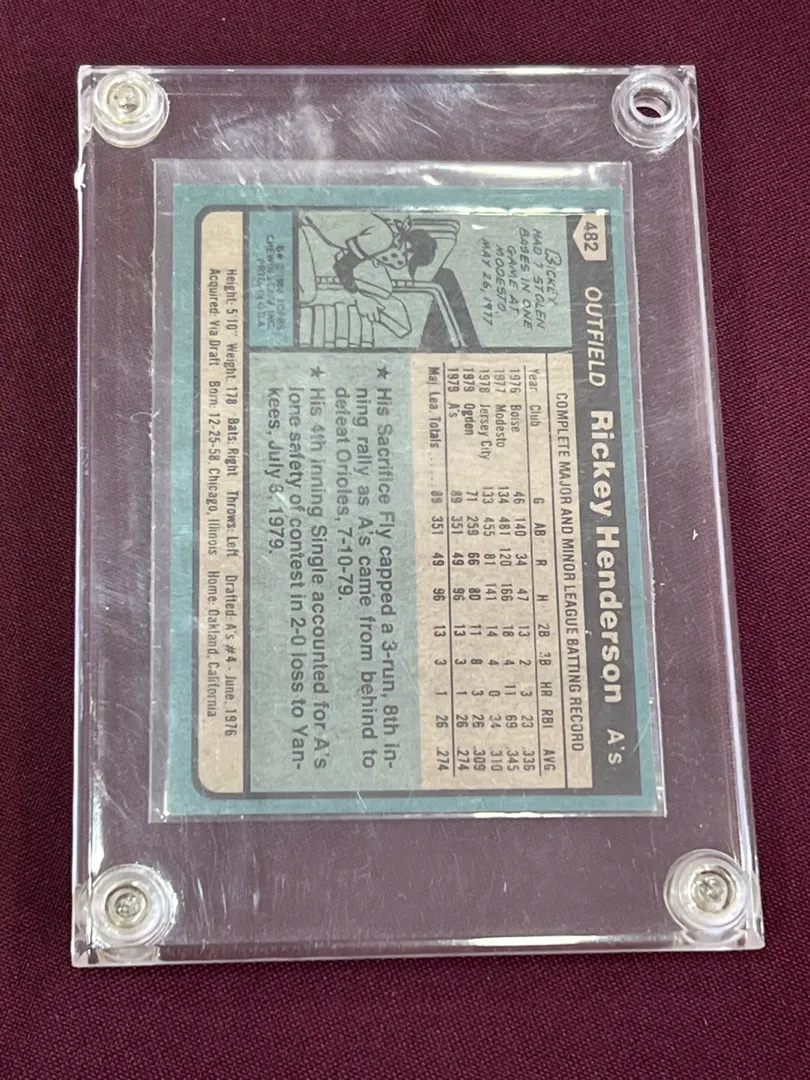 482 OUTFIELD Rickey Henderson A's
RICKEY
HAD 7 STOLEN
BASES IN ONE
GAME AT
MODESTO,
MAY 26, 1977
COMPLETE MAJOR AND MINOR LEAGUE BATTING RECORD
Year Club G AB R H 2B 3B HR RBI AVG
1976 Boise 46 140 34 47 13 2 3 23 .336
1977 Modesto 134 481 120 166 18 4 11 69 .345
1978 Jersey City 133 455 81 141 14 4 0 34 .310
1979 Ogden 71 259 66 80 11 8 3 26 .309
1979 A's 89 351 49 96 13 3 1 26 .274
Maj. Lea. Totals ..... 89 351 49 96 13 3 1 26 .274
★ His Sacrifice Fly capped a 3-run, 8th in-
ning rally as A's came from behind to
defeat Orioles, 7-10-79.
★ His 4th inning Single accounted for A's
lone safety of contest in 2-0 loss to Yan-
kees, July 3, 1979.
TOPPS
CHEWING GUM, INC.
PRTD. IN U.S.A.
Height: 5'10" Weight: 178 Bats: Right Throws: Left Drafted: A's #4 - June, 1976
Acquired: Via Draft Born: 12-25-58, Chicago, Illinois Home: Oakland, California